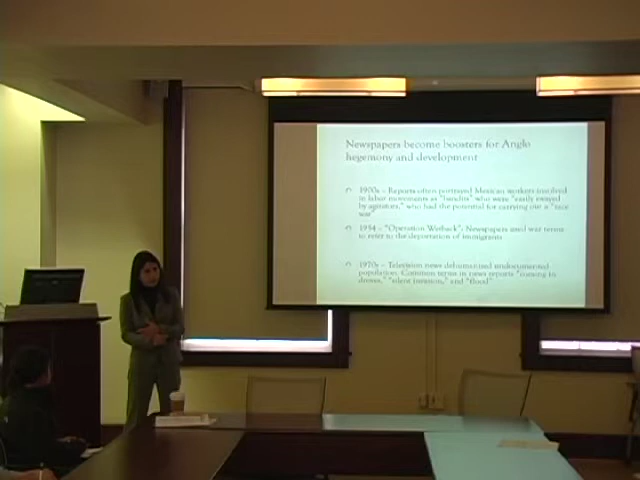 Newspapers become boosters for Anglo
hegemony and development
1900s – Reports often portrayed Mexican workers involved
in labor movements as "bandits" who were "easily swayed
by agitators," who had the potential for carrying out a "race
war"
1954 – "Operation Wetback"- Newspapers used war terms
to refer to the deportation of immigrants
1970s – Television news dehumanized undocumented
population. Common terms in news reports "coming in
droves," "silent invasion," and "flood"